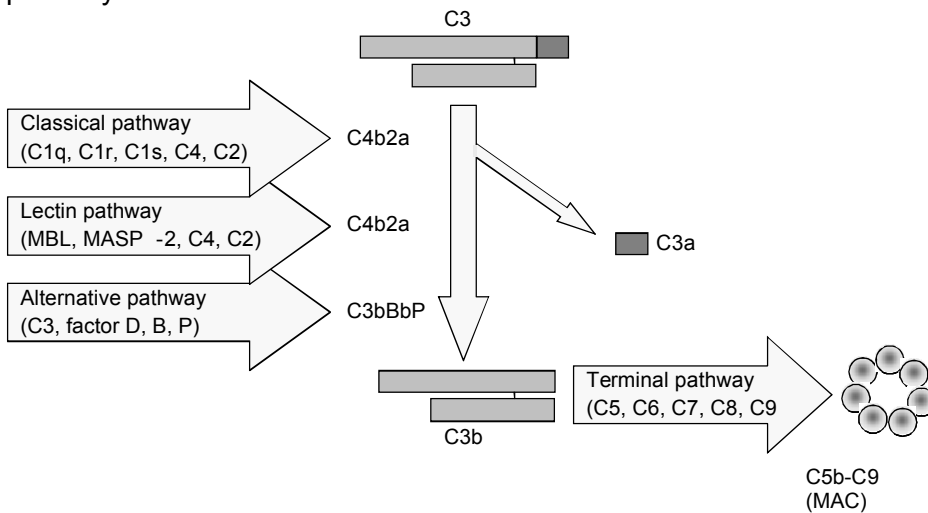 C3
Classical pathway
(C1q, C1r, C1s, C4, C2)
C4b2a
Lectin pathway
(MBL, MASP -2, C4, C2)
C4b2a
C3a
Alternative pathway
(C3, factor D, B, P)
C3bBbP
Terminal pathway
(C5, C6, C7, C8, C9
C3b
C5b-C9
(MAC)